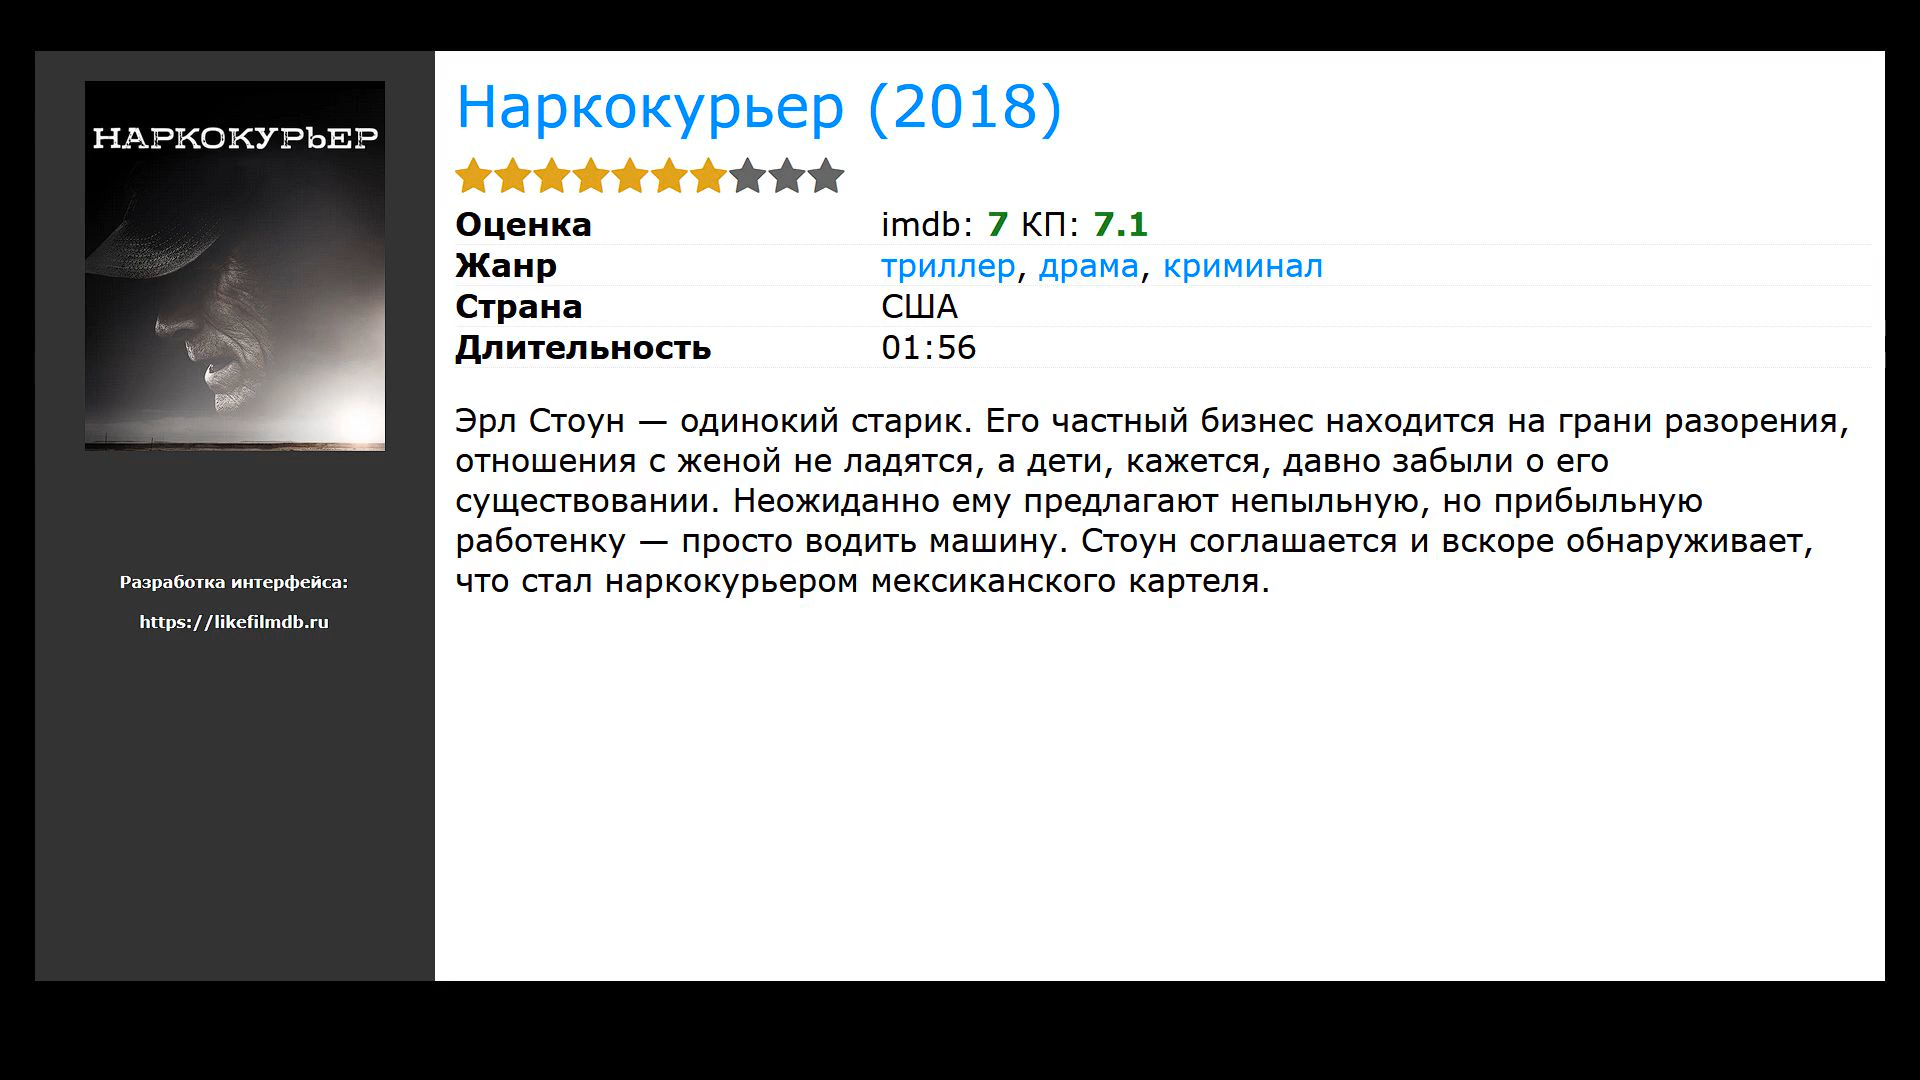 НАРКОКУРЬЕР
Разработка интерфейса:
https://likefilmdb.ru
Наркокурьер (2018)
Оценка imdb: 7 КП: 7.1
Жанр триллер, драма, криминал
Страна США
Длительность 01:56
Эрл Стоун — одинокий старик. Его частный бизнес находится на грани разорения,
отношения с женой не ладятся, а дети, кажется, давно забыли о его
существовании. Неожиданно ему предлагают непыльную, но прибыльную
работенку — просто водить машину. Стоун соглашается и вскоре обнаруживает,
что стал наркокурьером мексиканского картеля.